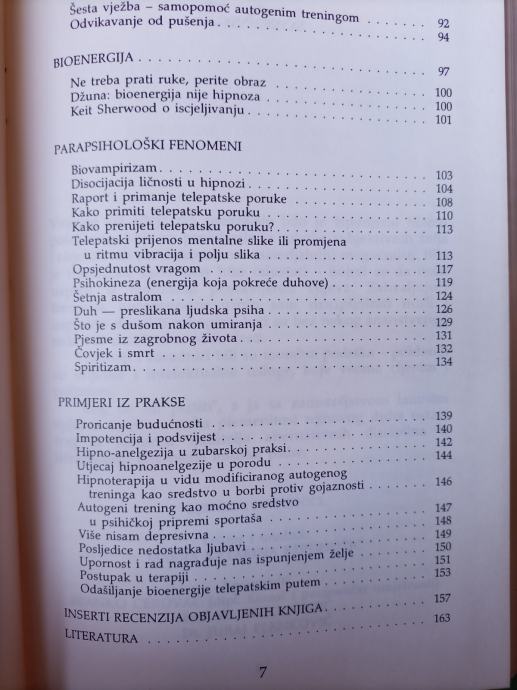 Šesta vježba – samopomoć autogenim treningom . . . . . . . 92
Odvikavanje od pušenja . . . . . . . . . . . . . . . . . . . . 94
BIOENERGIJA . . . . . . . . . . . . . . . . . . . . . . . . . . 97
Ne treba prati ruke, perite obraz . . . . . . . . . . . . . . 100
Džuna: bioenergija nije hipnoza . . . . . . . . . . . . . . . 100
Keit Sherwood o iscjeljivanju . . . . . . . . . . . . . . . . 101
PARAPSIHOLOŠKI FENOMENI
Biovampirizam . . . . . . . . . . . . . . . . . . . . . . . . 103
Disocijacija ličnosti u hipnozi . . . . . . . . . . . . . . . 104
Raport i primanje telepatske poruke . . . . . . . . . . . . . 108
Kako primiti telepatsku poruku . . . . . . . . . . . . . . . 110
Kako prenijeti telepatsku poruku? . . . . . . . . . . . . . . 113
Telepatski prijenos mentalne slike ili promjena
u ritmu vibracija i polju slika . . . . . . . . . . . . . . . 113
Opsjednutost vragom . . . . . . . . . . . . . . . . . . . . . 117
Psihokineza (energija koja pokreće duhove) . . . . . . . . . 119
Šetnja astralom . . . . . . . . . . . . . . . . . . . . . . . 124
Duh — preslikana ljudska psiha . . . . . . . . . . . . . . . 126
Što je s dušom nakon umiranja . . . . . . . . . . . . . . . . 129
Pjesme iz zagrobnog života . . . . . . . . . . . . . . . . . 131
Čovjek i smrt . . . . . . . . . . . . . . . . . . . . . . . . 132
Spiritizam . . . . . . . . . . . . . . . . . . . . . . . . . 134
PRIMJERI IZ PRAKSE
Proricanje budućnosti . . . . . . . . . . . . . . . . . . . . 139
Impotencija i podsvijest . . . . . . . . . . . . . . . . . . 140
Hipno-anelgezija u zubarskoj praksi . . . . . . . . . . . . . 142
Utjecaj hipnoanelgezije u porodu . . . . . . . . . . . . . . 144
Hipnoterapija u vidu modificiranog autogenog
treninga kao sredstvo u borbi protiv gojaznosti . . . . . . . 146
Autogeni trening kao moćno sredstvo
u psihičkoj pripremi sportaša . . . . . . . . . . . . . . . . 147
Više nisam depresivna . . . . . . . . . . . . . . . . . . . . 148
Posljedice nedostatka ljubavi . . . . . . . . . . . . . . . . 149
Upornost i rad nagrađuje nas ispunjenjem želje . . . . . . . 150
Postupak u terapiji . . . . . . . . . . . . . . . . . . . . . 151
Odašiljanje bioenergije telepatskim putem . . . . . . . . . . 153
INSERTI RECENZIJA OBJAVLJENIH KNJIGA . . . . . . . . . . . . 157
LITERATURA . . . . . . . . . . . . . . . . . . . . . . . . . 163
7